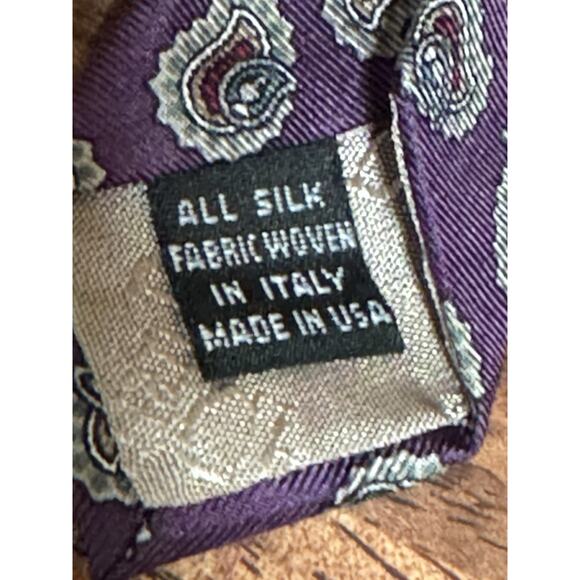 ALL SILK
FABRIC WOVEN
IN ITALY
MADE IN USA